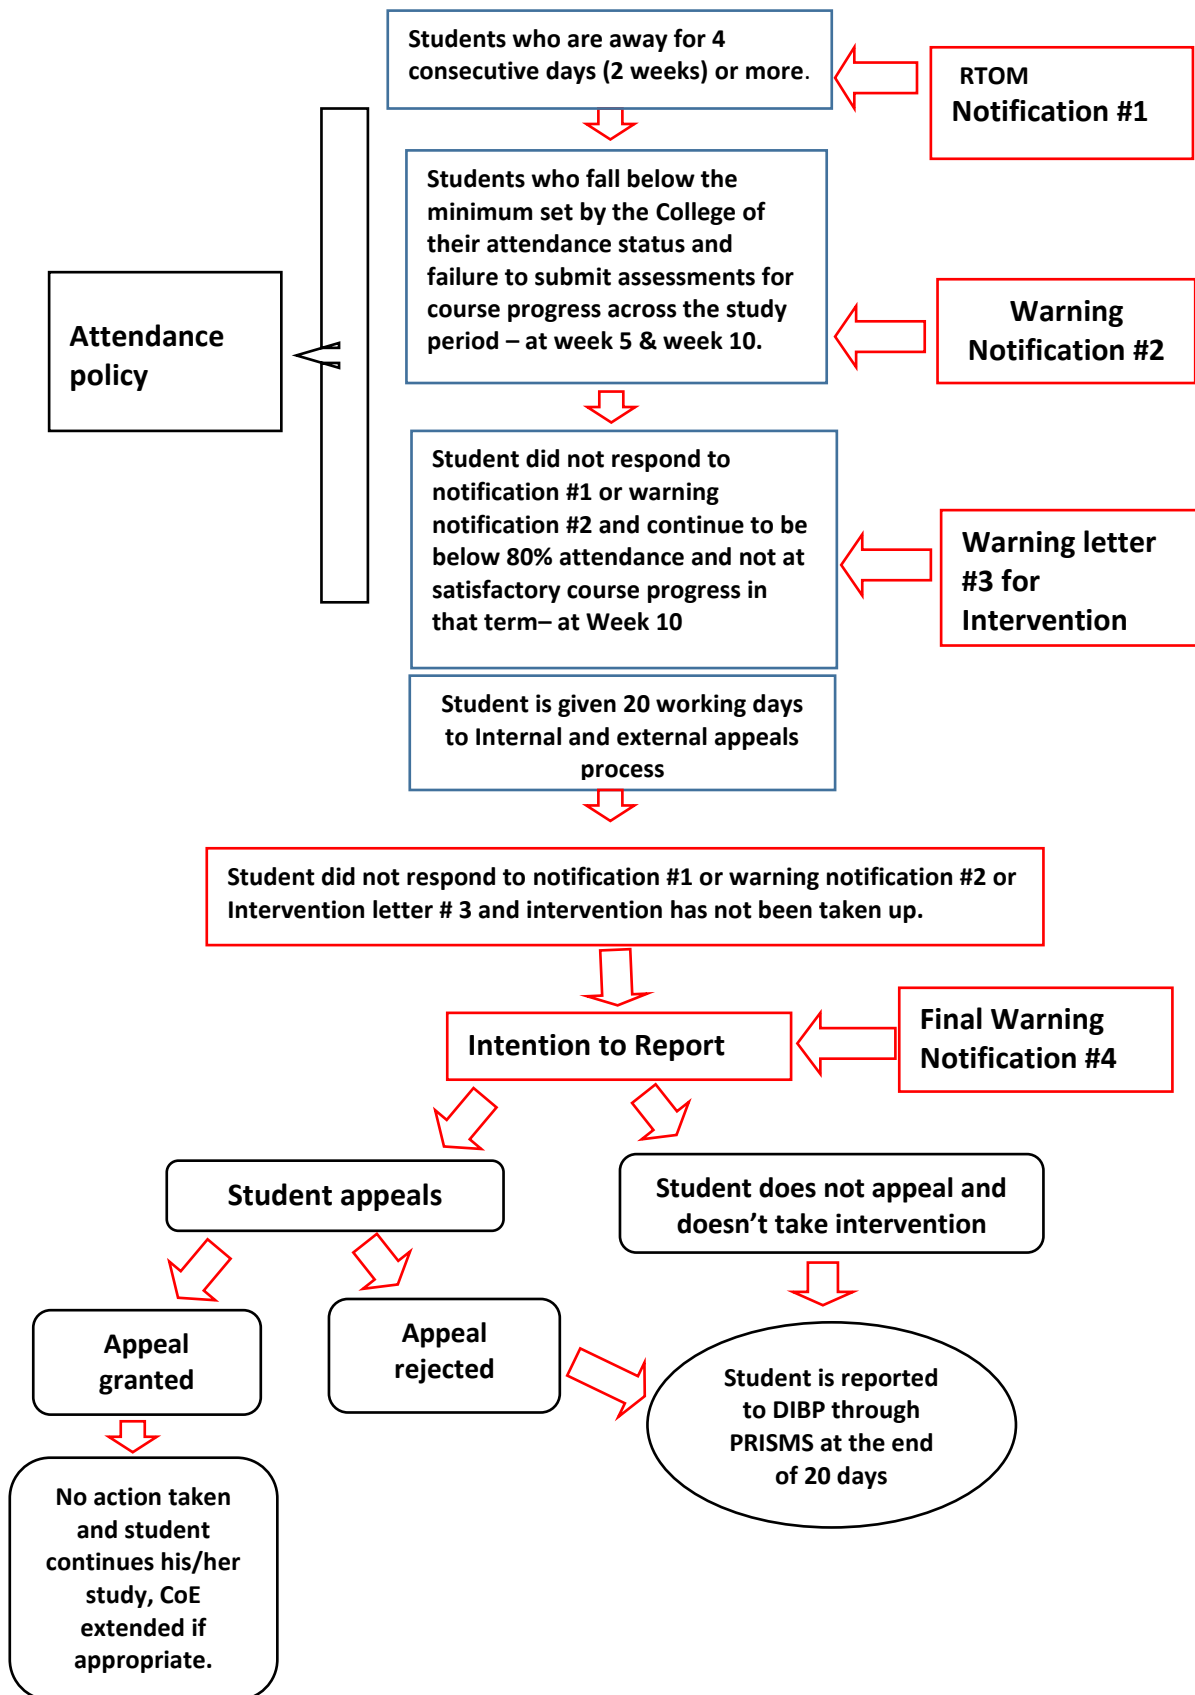 Students who are away for 4
consecutive days (2 weeks) or more.
RTOM
Notification #1
Students who fall below the
minimum set by the College of
their attendance status and
failure to submit assessments for
course progress across the study
period – at week 5 & week 10.
Warning
Notification #2
Attendance
policy
Student did not respond to
notification #1 or warning
notification #2 and continue to be
below 80% attendance and not at
satisfactory course progress in
that term– at Week 10
Warning letter
#3 for
Intervention
Student is given 20 working days
to Internal and external appeals
process
Student did not respond to notification #1 or warning notification #2 or
Intervention letter # 3 and intervention has not been taken up.
Intention to Report
Final Warning
Notification #4
Student appeals
Student does not appeal and
doesn’t take intervention
Appeal
granted
Appeal
rejected
Student is reported
to DIBP through
PRISMS at the end
of 20 days
No action taken
and student
continues his/her
study, CoE
extended if
appropriate.